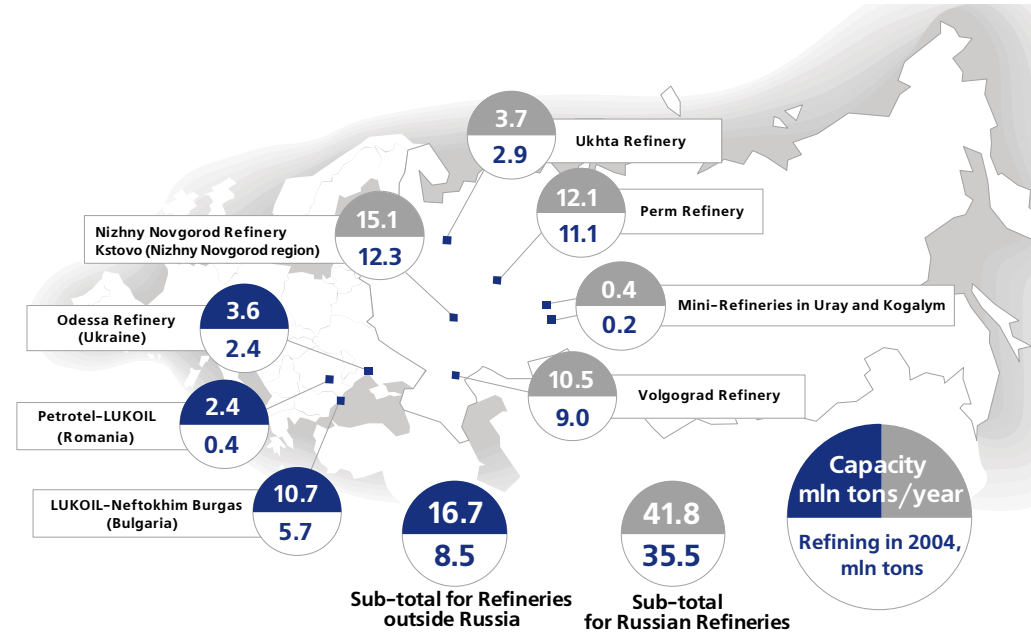 3.7
2.9
Ukhta Refinery
12.1
11.1
Perm Refinery
Nizhny Novgorod Refinery
Kstovo (Nizhny Novgorod region)
15.1
12.3
0.4
0.2
Mini-Refineries in Uray and Kogalym
Odessa Refinery
(Ukraine)
3.6
2.4
10.5
9.0
Volgograd Refinery
Petrotel-LUKOIL
(Romania)
2.4
0.4
LUKOIL-Neftokhim Burgas
(Bulgaria)
10.7
5.7
16.7
8.5
Sub-total for Refineries
outside Russia
41.8
35.5
Sub-total
for Russian Refineries
Capacity
mln tons/year
Refining in 2004,
mln tons